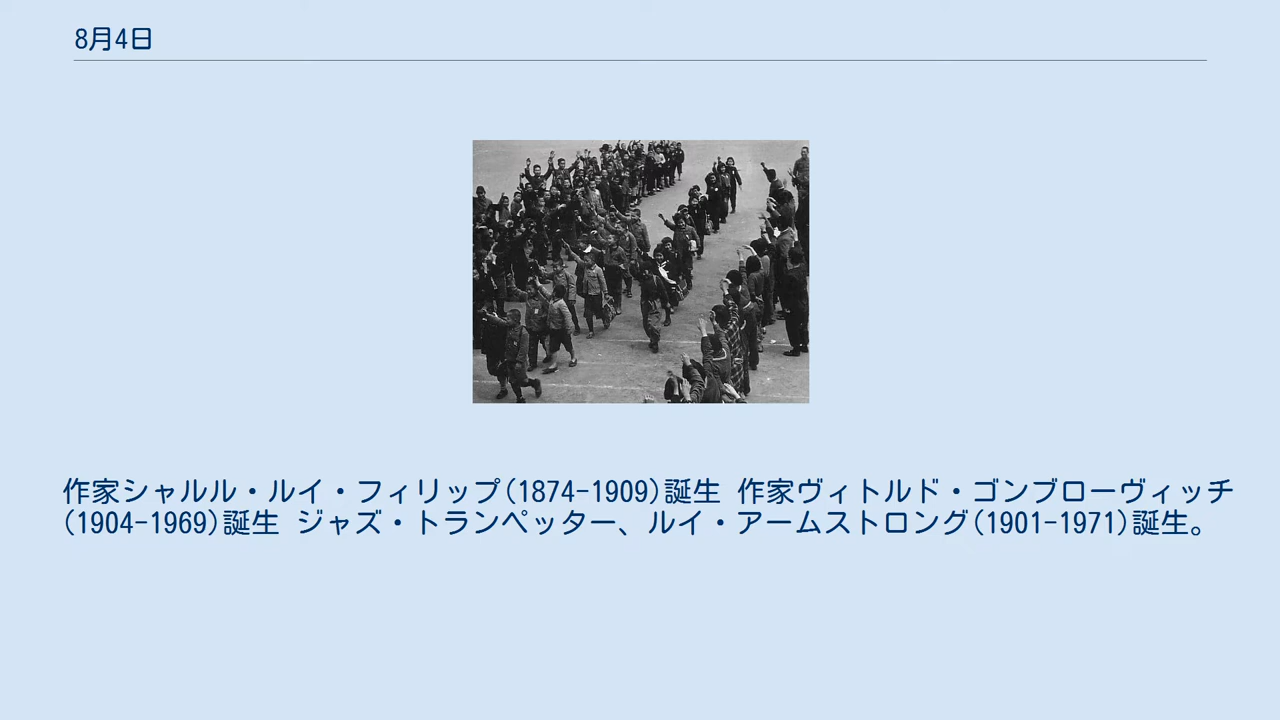 8月4日
作家シャルル・ルイ・フィリップ(1874-1909)誕生 作家ヴィトルド・ゴンブローヴィッチ
(1904-1969)誕生 ジャズ・トランペッター、ルイ・アームストロング(1901-1971)誕生。